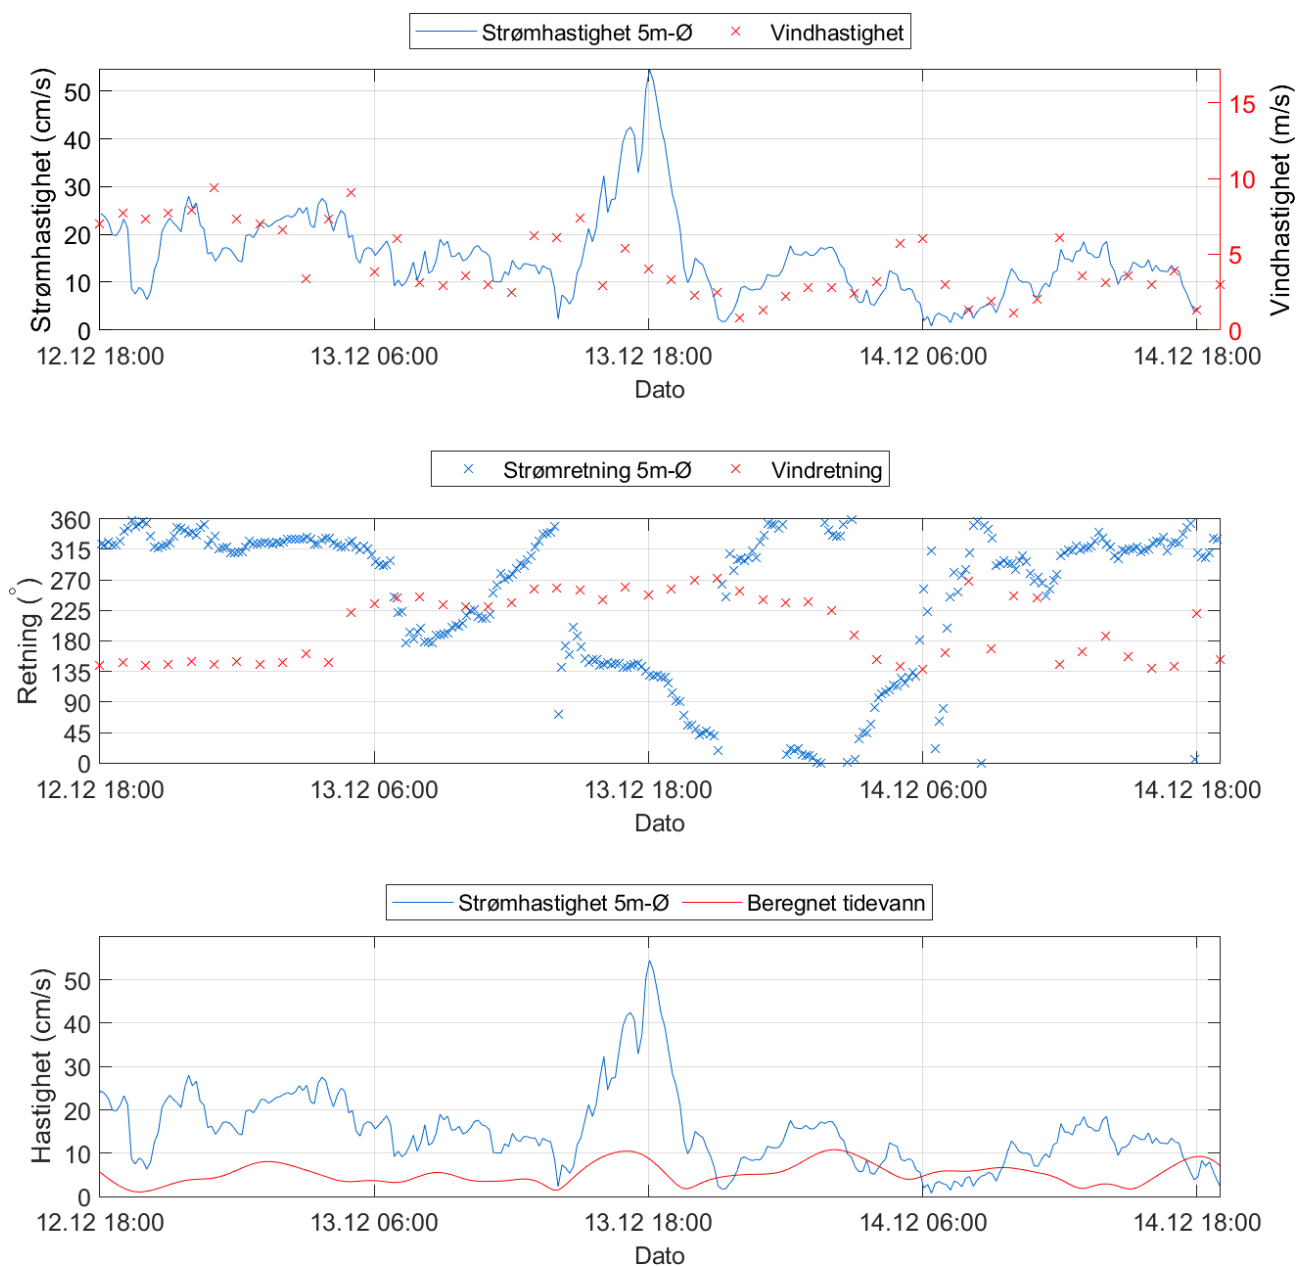 Strømhastighet 5m-Ø Vindhastighet
Strømhastighet (cm/s)
50
40
30
20
10
0
15
10
5
0
Vindhastighet (m/s)
12.12 18:00 13.12 06:00 13.12 18:00 14.12 06:00 14.12 18:00
Dato
Strømretning 5m-Ø Vindretning
Retning (°)
360
315
270
225
180
135
90
45
0
12.12 18:00 13.12 06:00 13.12 18:00 14.12 06:00 14.12 18:00
Dato
Strømhastighet 5m-Ø Beregnet tidevann
Hastighet (cm/s)
50
40
30
20
10
0
12.12 18:00 13.12 06:00 13.12 18:00 14.12 06:00 14.12 18:00
Dato